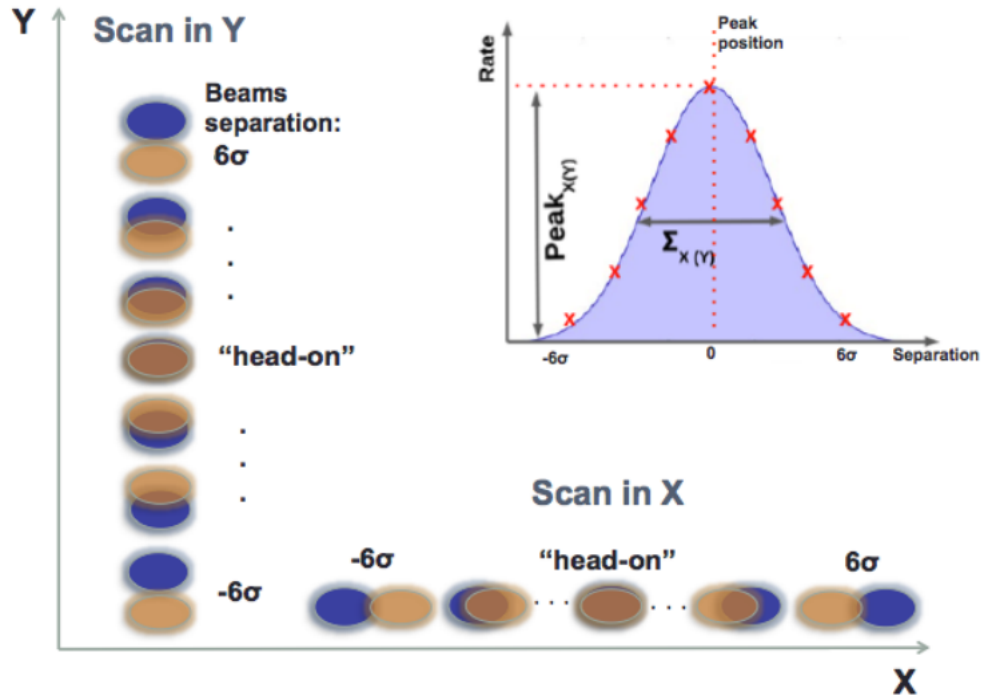 Y
Scan in Y
Beams
separation:
6σ
.
.
.
“head-on”
.
.
.
-6σ
Peak
position
Rate
Peak X(Y)
Σ X (Y)
-6σ
0
6σ
Separation
Scan in X
-6σ
“head-on”
6σ
. . .
. . .
X